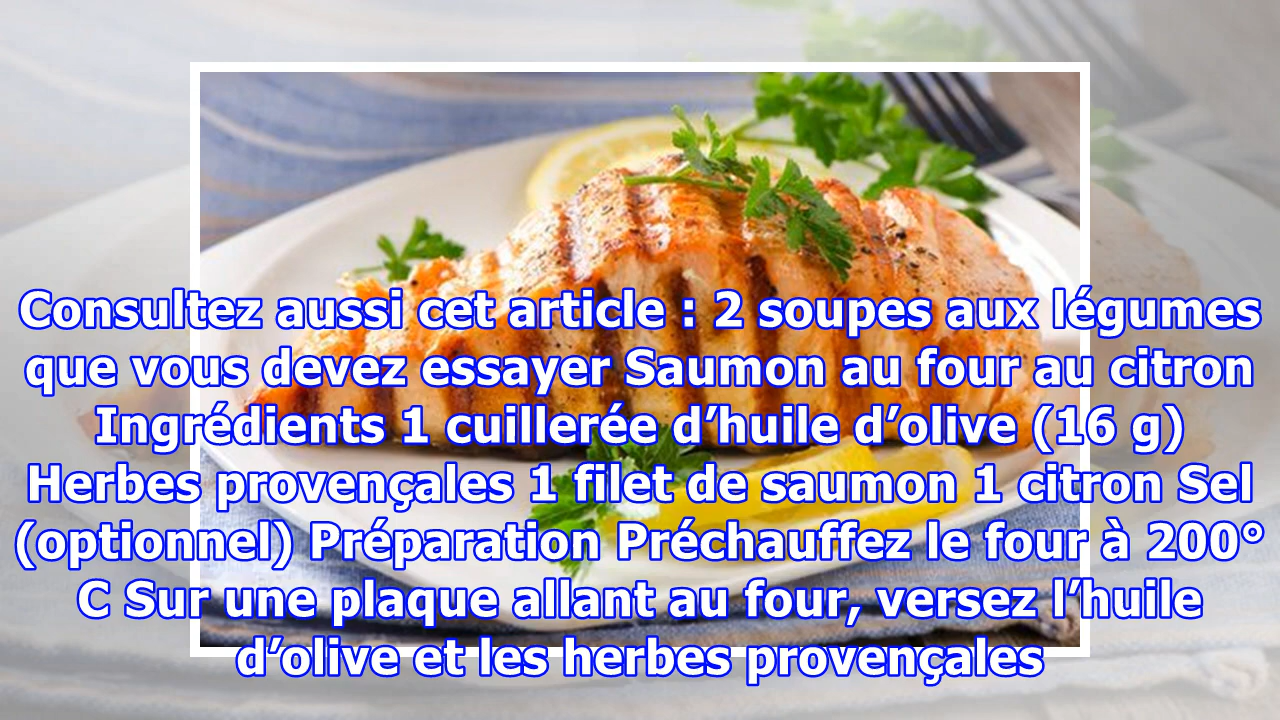 Consultez aussi cet article : 2 soupes aux légumes
que vous devez essayer Saumon au four au citron
Ingrédients 1 cuillerée d’huile d’olive (16 g)
Herbes provençales 1 filet de saumon 1 citron Sel
(optionnel) Préparation Préchauffez le four à 200°
C Sur une plaque allant au four, versez l’huile
d’olive et les herbes provençales